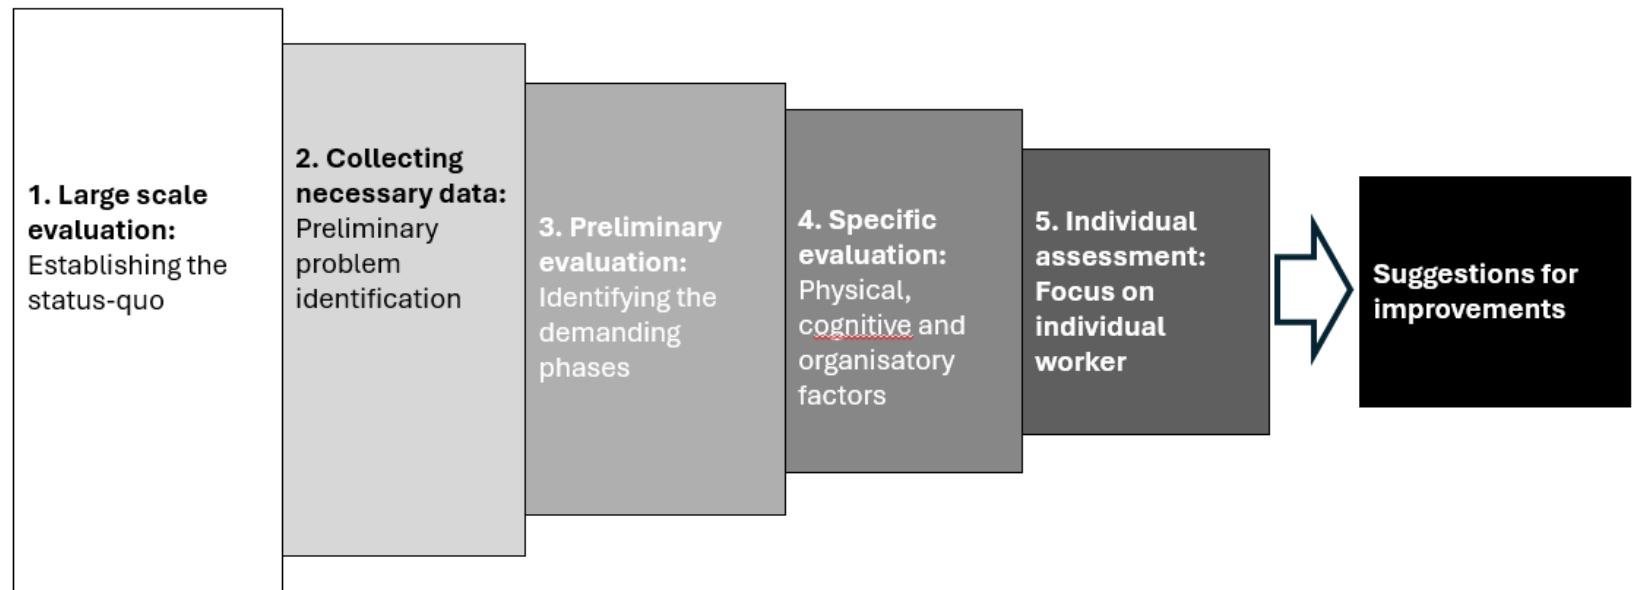 1. Large scale
evaluation:
Establishing the
status-quo
2. Collecting
necessary data:
Preliminary
problem
identification
3. Preliminary
evaluation:
Identifying the
demanding
phases
4. Specific
evaluation:
Physical,
cognitive and
organisatory
factors
5. Individual
assessment:
Focus on
individual
worker
Suggestions for
improvements